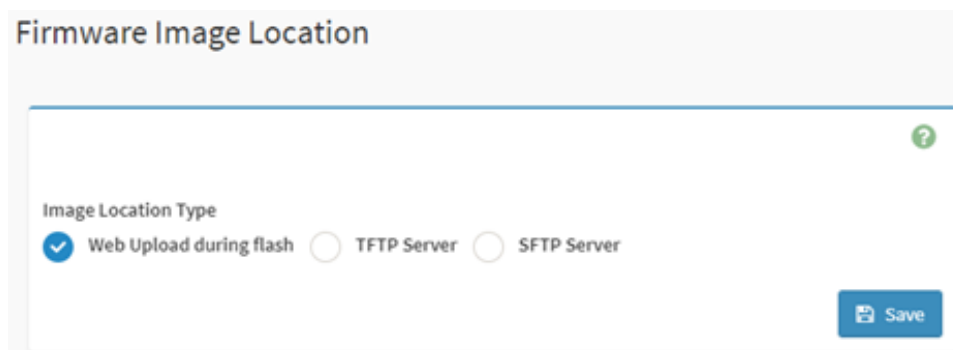 Firmware Image Location
?
Image Location Type
Web Upload during flash TFTP Server SFTP Server
Save